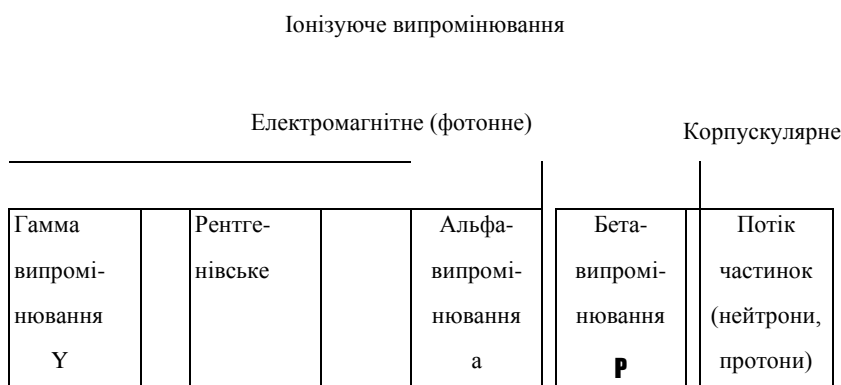 Іонізуюче випромінювання
Електромагнітне (фотонне)
Корпускулярне
Гамма
випромі-
нювання
Y
Рентге-
нівське
Альфа-
випромі-
нювання
а
Бета-
випромі-
нювання
Р
Потік
частинок
(нейтрони,
протони)